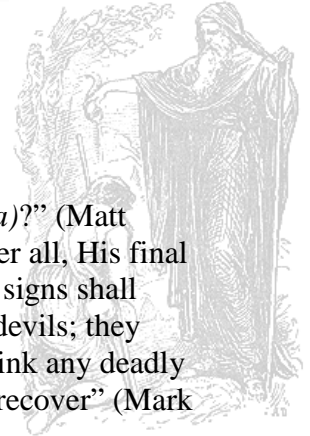 a)?” (Matt
er all, His final
signs shall
devils; they
ink any deadly
recover” (Mark